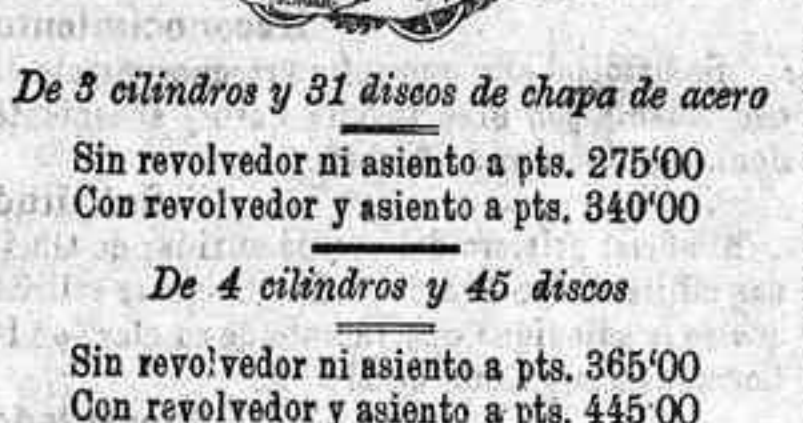 De 3 cilindros y 31 discos de chapa de acero
Sin revolvedor ni asiento a pts. 275'00
Con revolvedor y asiento a pts. 340'00
De 4 cilindros y 45 discos
Sin revolvedor ni asiento a pts. 365'00
Con revolvedor y asiento a pts. 445'00